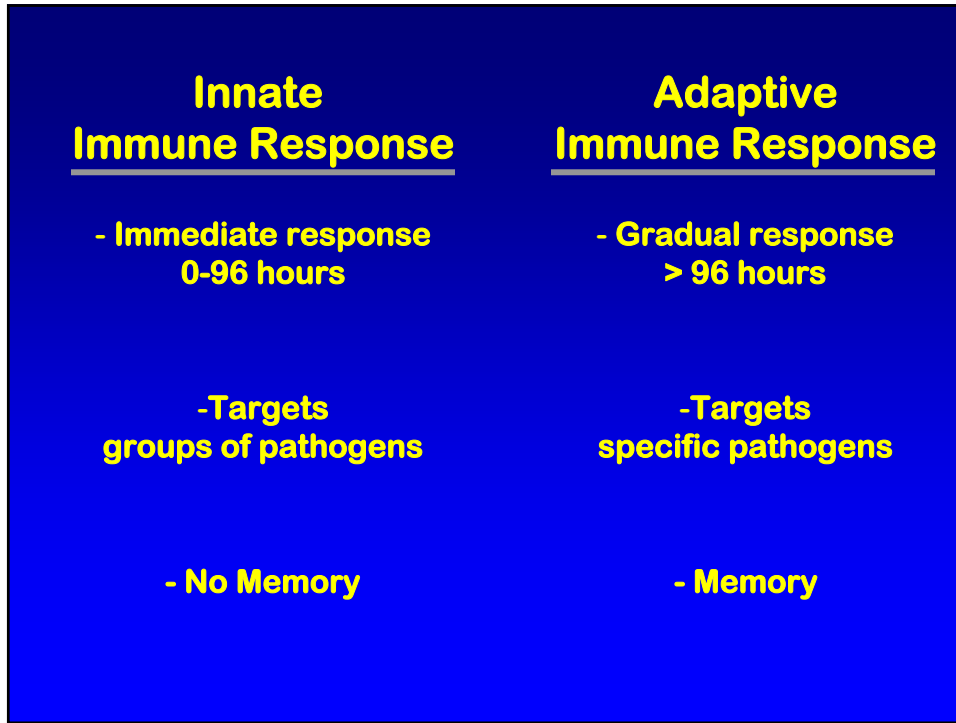 Innate
Immune Response
- Immediate response
0-96 hours
-Targets
groups of pathogens
- No Memory
Adaptive
Immune Response
- Gradual response
> 96 hours
-Targets
specific pathogens
- Memory